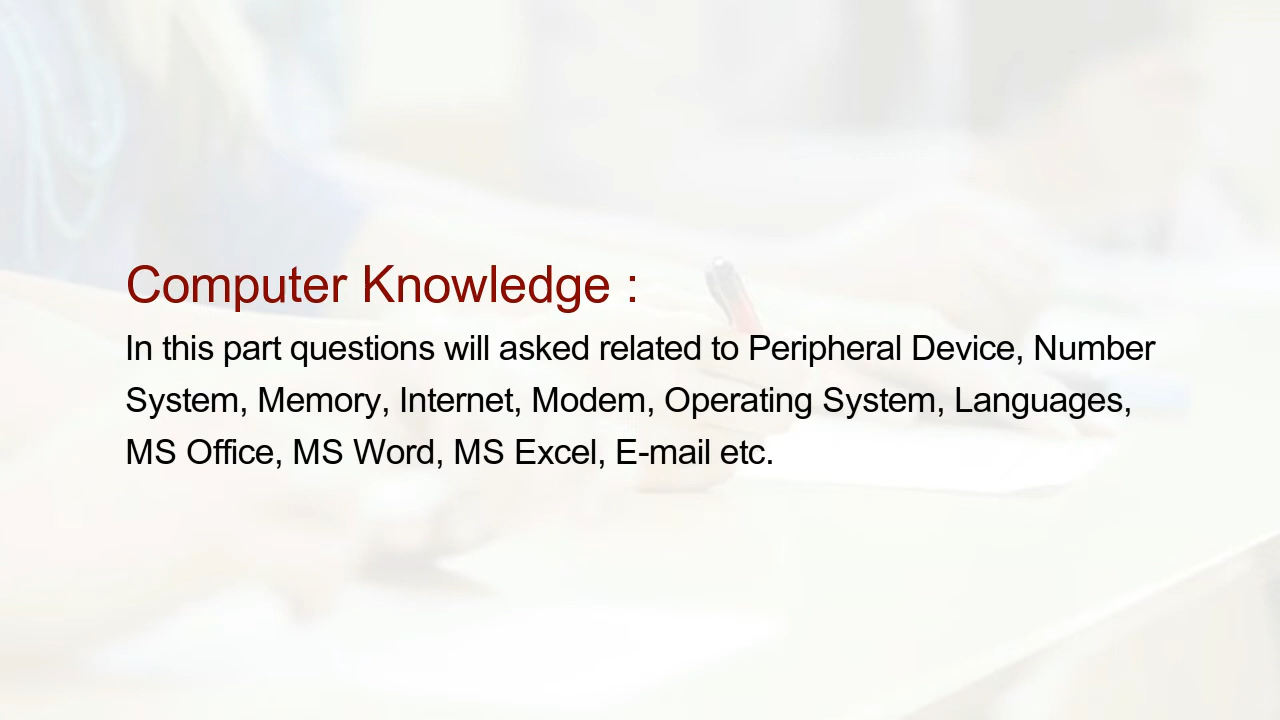 Computer Knowledge :
In this part questions will asked related to Peripheral Device, Number
System, Memory, Internet, Modem, Operating System, Languages,
MS Office, MS Word, MS Excel, E-mail etc.